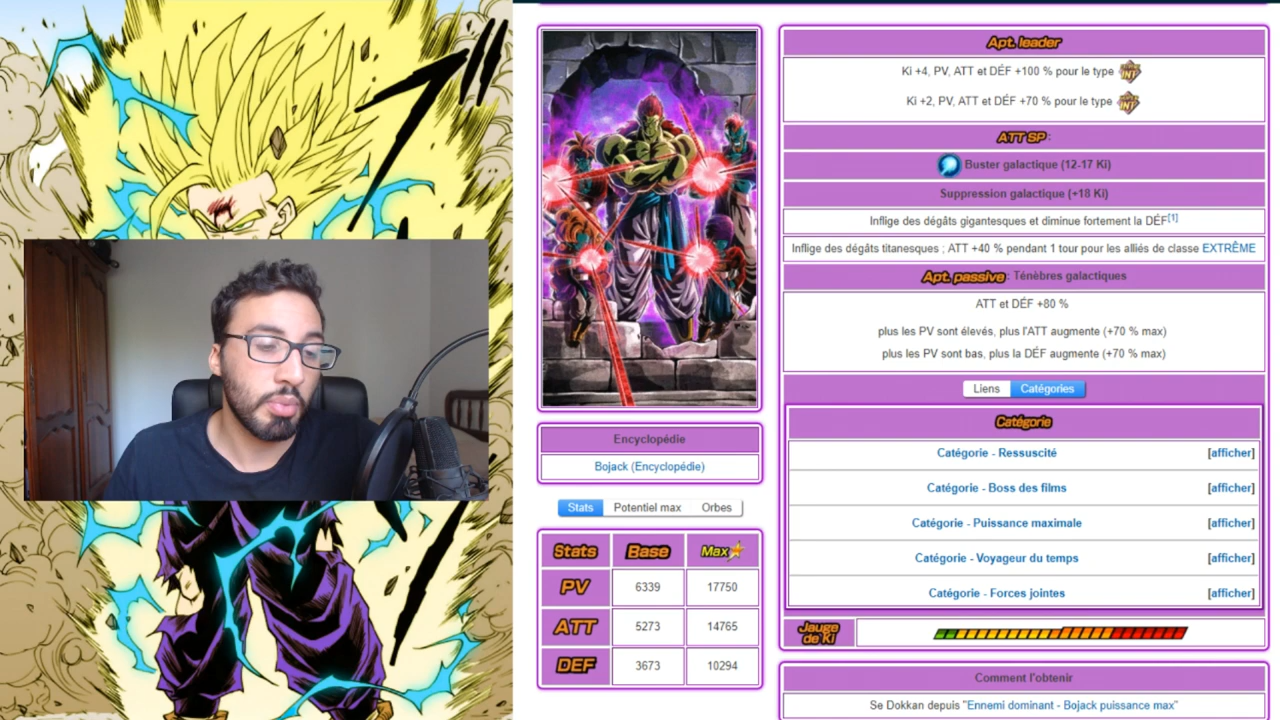 Apt. leader
Ki +4, PV, ATT et DÉF +100 % pour le type
Ki +2, PV, ATT et DÉF +70 % pour le type
ATT SP :
Buster galactique (12-17 Ki)
Suppression galactique (+18 Ki)
Inflige des dégâts gigantesques et diminue fortement la DÉF[1]
Inflige des dégâts titanesques ; ATT +40 % pendant 1 tour pour les alliés de classe EXTRÊME
Apt. passive : Ténèbres galactiques
ATT et DÉF +80 %
plus les PV sont élevés, plus l'ATT augmente (+70 % max)
plus les PV sont bas, plus la DÉF augmente (+70 % max)
Liens Catégories
Catégorie
Catégorie - Ressuscité [afficher]
Catégorie - Boss des films [afficher]
Catégorie - Puissance maximale [afficher]
Catégorie - Voyageur du temps [afficher]
Catégorie - Forces jointes [afficher]
Jauge de Ki
Comment l'obtenir
Se Dokkan depuis "Ennemi dominant - Bojack puissance max"
Encyclopédie
Bojack (Encyclopédie)
Stats Potentiel max Orbes
Stats Base Max
PV 6339 17750
ATT 5273 14765
DEF 3673 10294